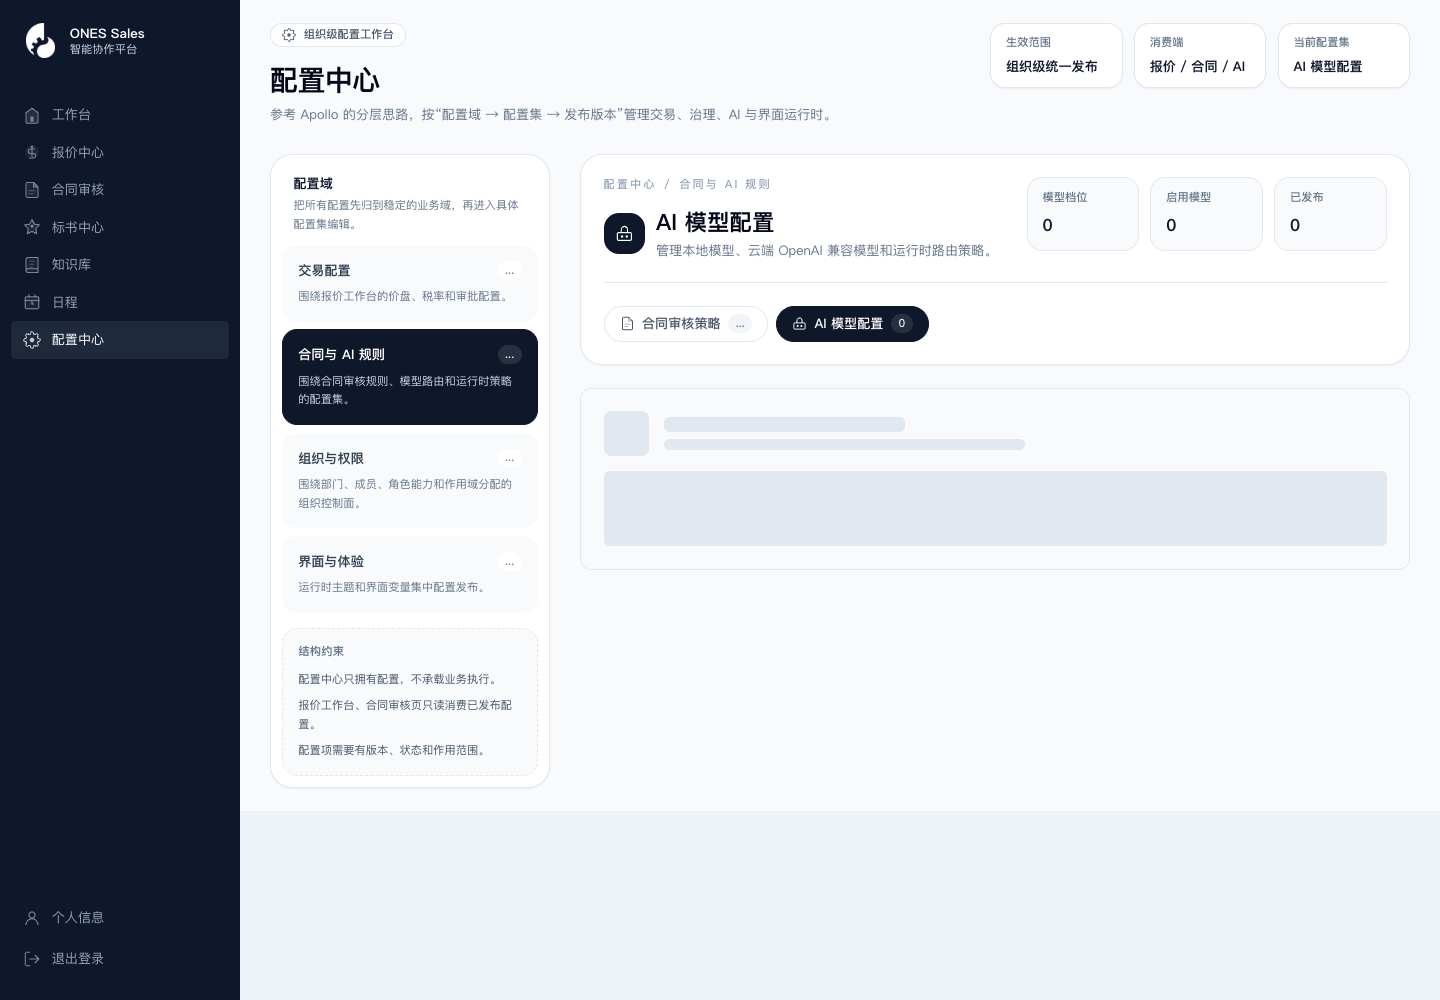 ONES Sales
智能协作平台
工作台
报价中心
合同审核
标书中心
知识库
日程
配置中心
个人信息
退出登录
组织级配置工作台
配置中心
参考 Apollo 的分层思路，按“配置域 → 配置集 → 发布版本”管理交易、治理、AI 与界面运行时。
生效范围
组织级统一发布
消费端
报价 / 合同 / AI
当前配置集
AI 模型配置
配置域
把所有配置先归到稳定的业务域，再进入具体
配置集编辑。
交易配置
...
围绕报价工作台的价盘、税率和审批配置。
合同与 AI 规则
...
围绕合同审核规则、模型路由和运行时策略
的配置集。
组织与权限
...
围绕部门、成员、角色能力和作用域分配的
组织控制面。
界面与体验
...
运行时主题和界面变量集中配置发布。
结构约束
配置中心只拥有配置，不承载业务执行。
报价工作台、合同审核页只读消费已发布配
置。
配置项需要有版本、状态和作用范围。
配置中心 / 合同与 AI 规则
AI 模型配置
管理本地模型、云端 OpenAI 兼容模型和运行时路由策略。
模型档位
0
启用模型
0
已发布
0
合同审核策略 ...
AI 模型配置 0